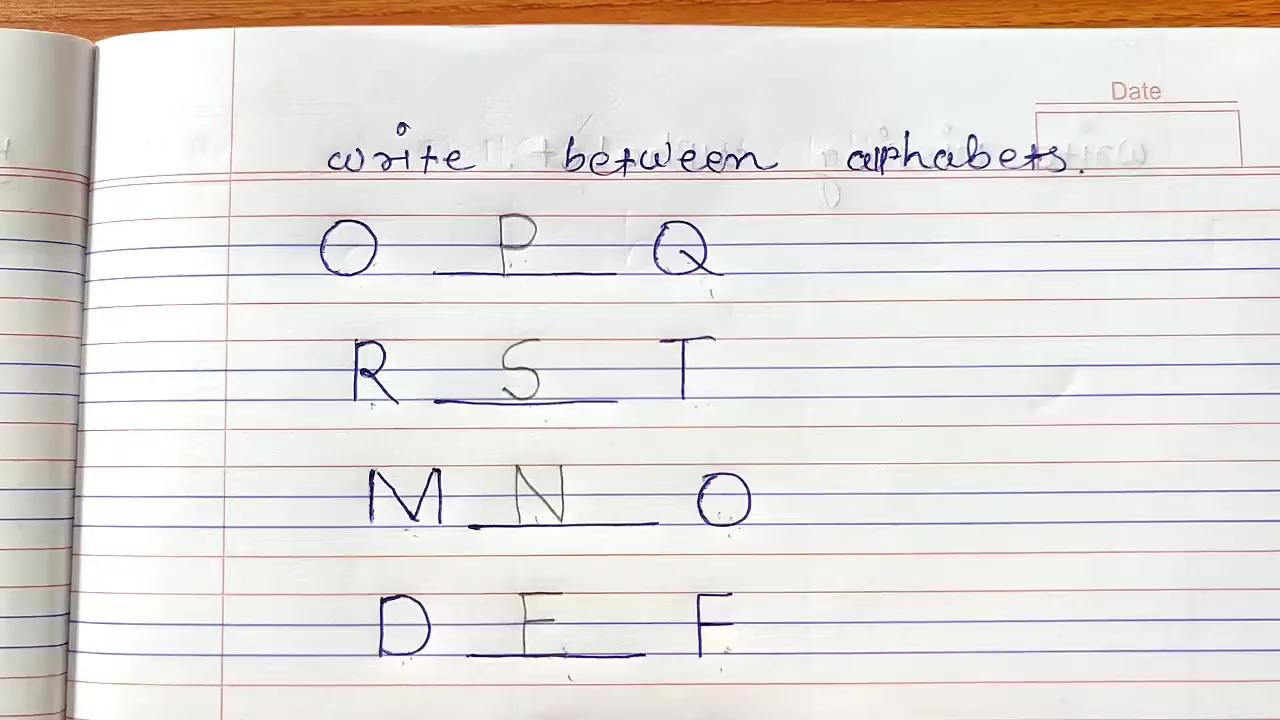 Date
write between alphabets.
O P Q
R S T
M N O
D E F